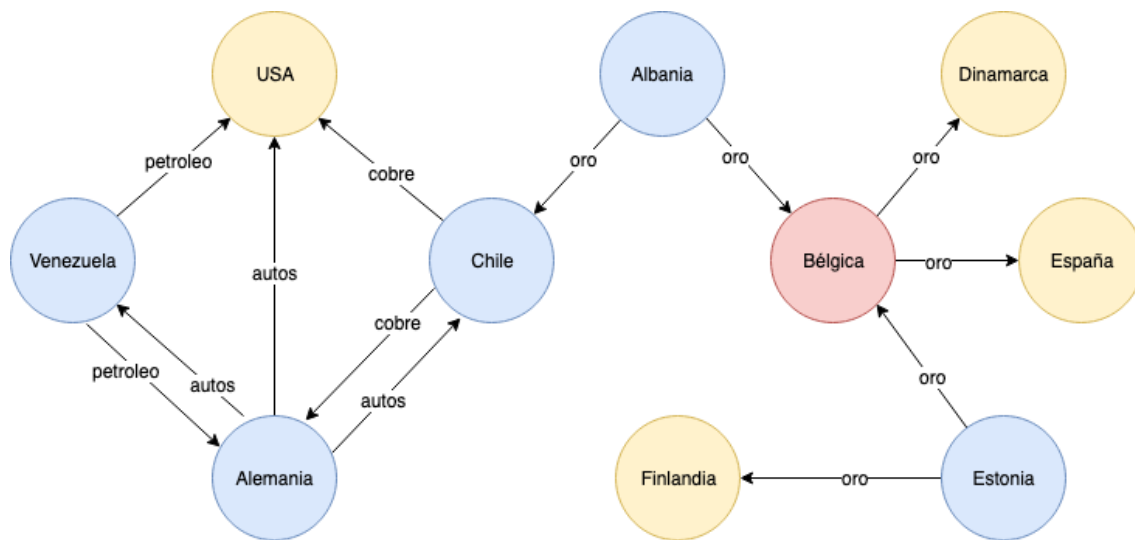 USA
Albania
Dinamarca
petroleo
cobre
oro
oro
oro
Venezuela
autos
Chile
Bélgica
oro
España
cobre
petroleo
autos
autos
oro
Alemania
Finlandia
oro
Estonia